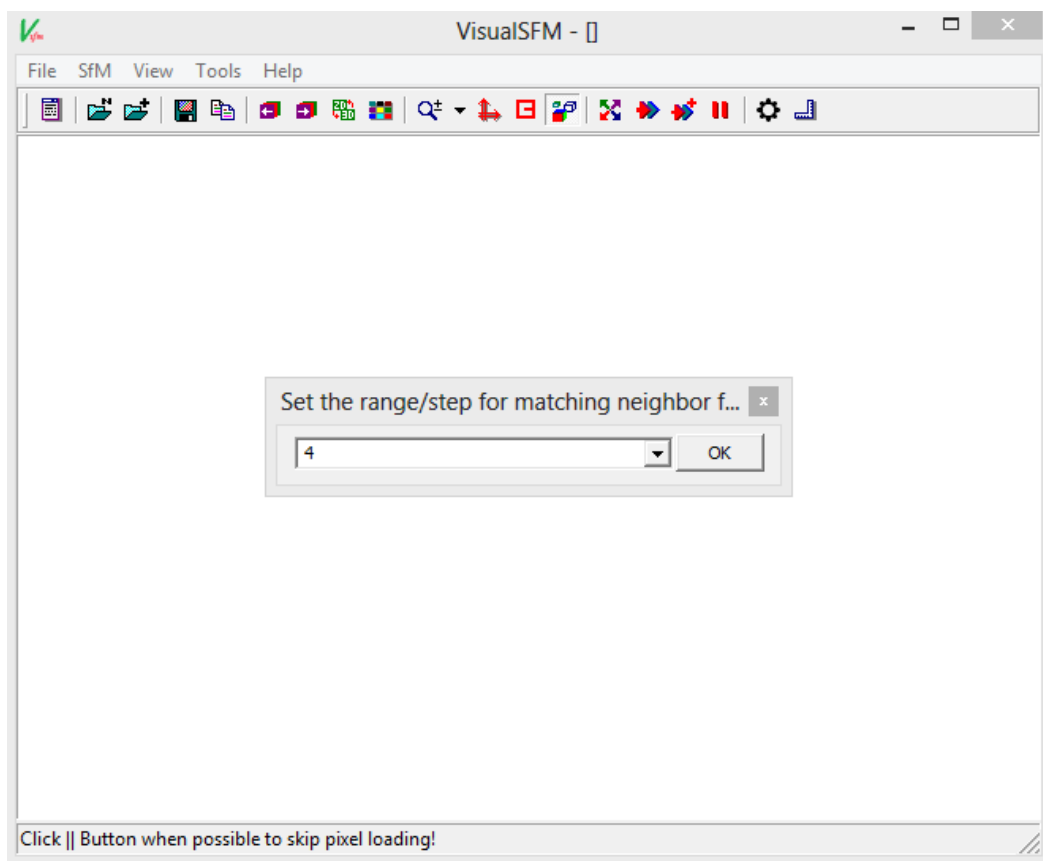 VisualSFM - []
File SfM View Tools Help
Set the range/step for matching neighbor f...
4 OK
Click || Button when possible to skip pixel loading!